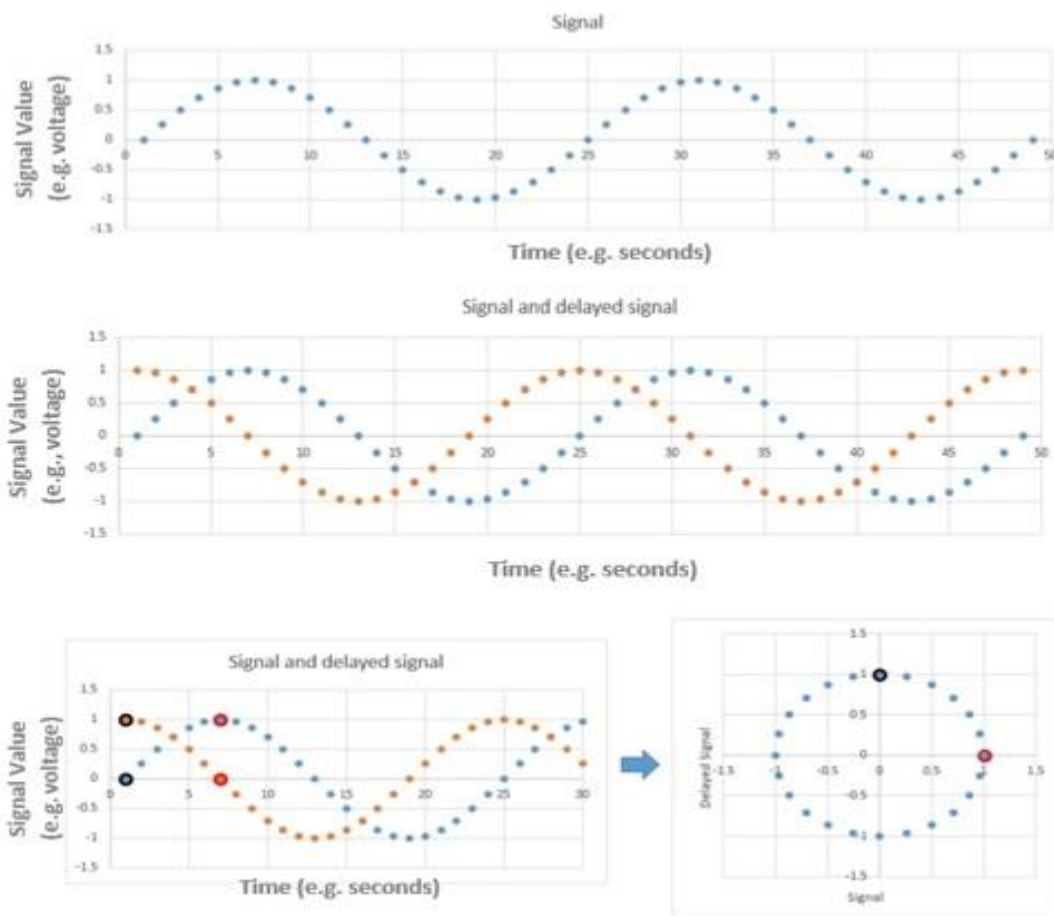 Signal
Signal Value
(e.g. voltage)
1.5
1
0.5
0
-0.5
-1
-1.5
0 5 10 15 20 25 30 35 40 45 50
Time (e.g. seconds)
Signal and delayed signal
Signal Value
(e.g., voltage)
1.5
1
0.5
0
-0.5
-1
-1.5
0 5 10 15 20 25 30 35 40 45 50
Time (e.g. seconds)
Signal and delayed signal
Signal Value
(e.g, voltage)
1.5
1
0.5
0
-0.5
-1
-1.5
0 5 10 15 20 25 30
Time (e.g. seconds)
Delayed Signal
1.5
1
0.5
0
-1.5 -1 -0.5 0 0.5 1 1.5
-0.5
-1
-1.5
Signal